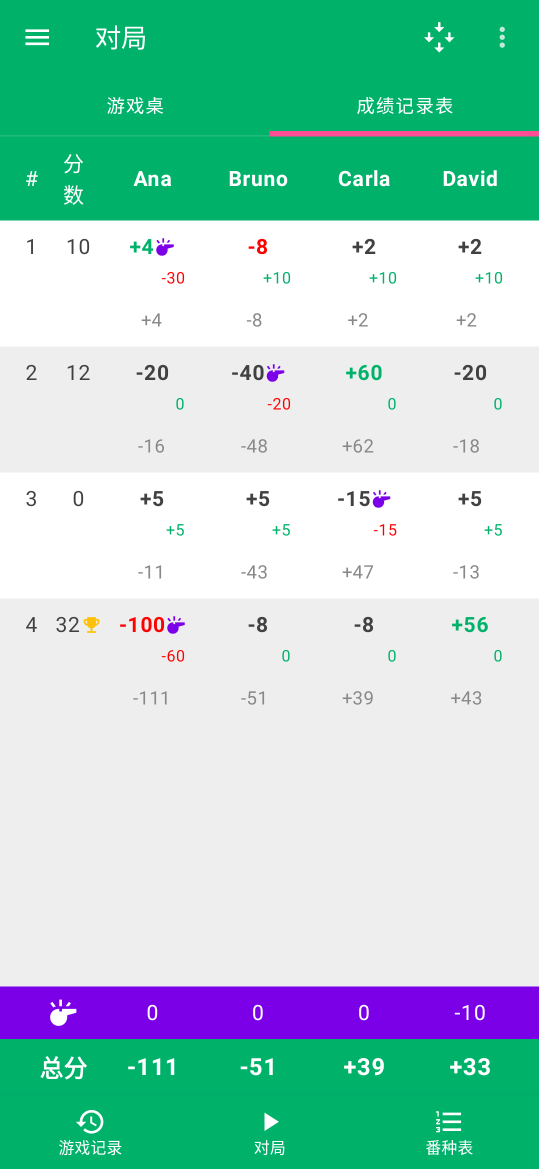 对局
游戏桌 成绩记录表
# 分数 Ana Bruno Carla David
1 10 +4 -8 +2 +2
-30 +10 +10 +10
+4 -8 +2 +2
2 12 -20 -40 +60 -20
0 -20 0 0
-16 -48 +62 -18
3 0 +5 +5 -15 +5
+5 +5 -15 +5
-11 -43 +47 -13
4 32 -100 -8 -8 +56
-60 0 0 0
-111 -51 +39 +43
0 0 0 -10
总分 -111 -51 +39 +33
游戏记录 对局 番种表